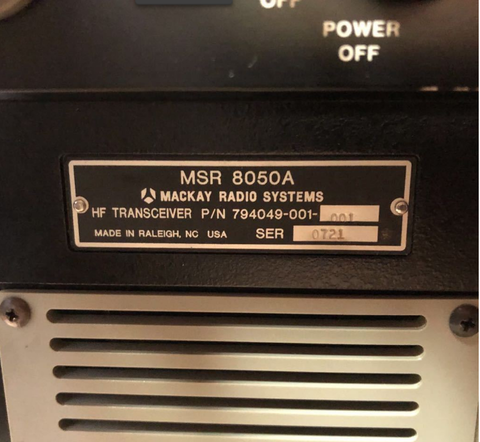 OFF
POWER
OFF
MSR 8050A
MACKAY RADIO SYSTEMS
HF TRANSCEIVER P/N 794049-001-001
MADE IN RALEIGH, NC USA SER 0721